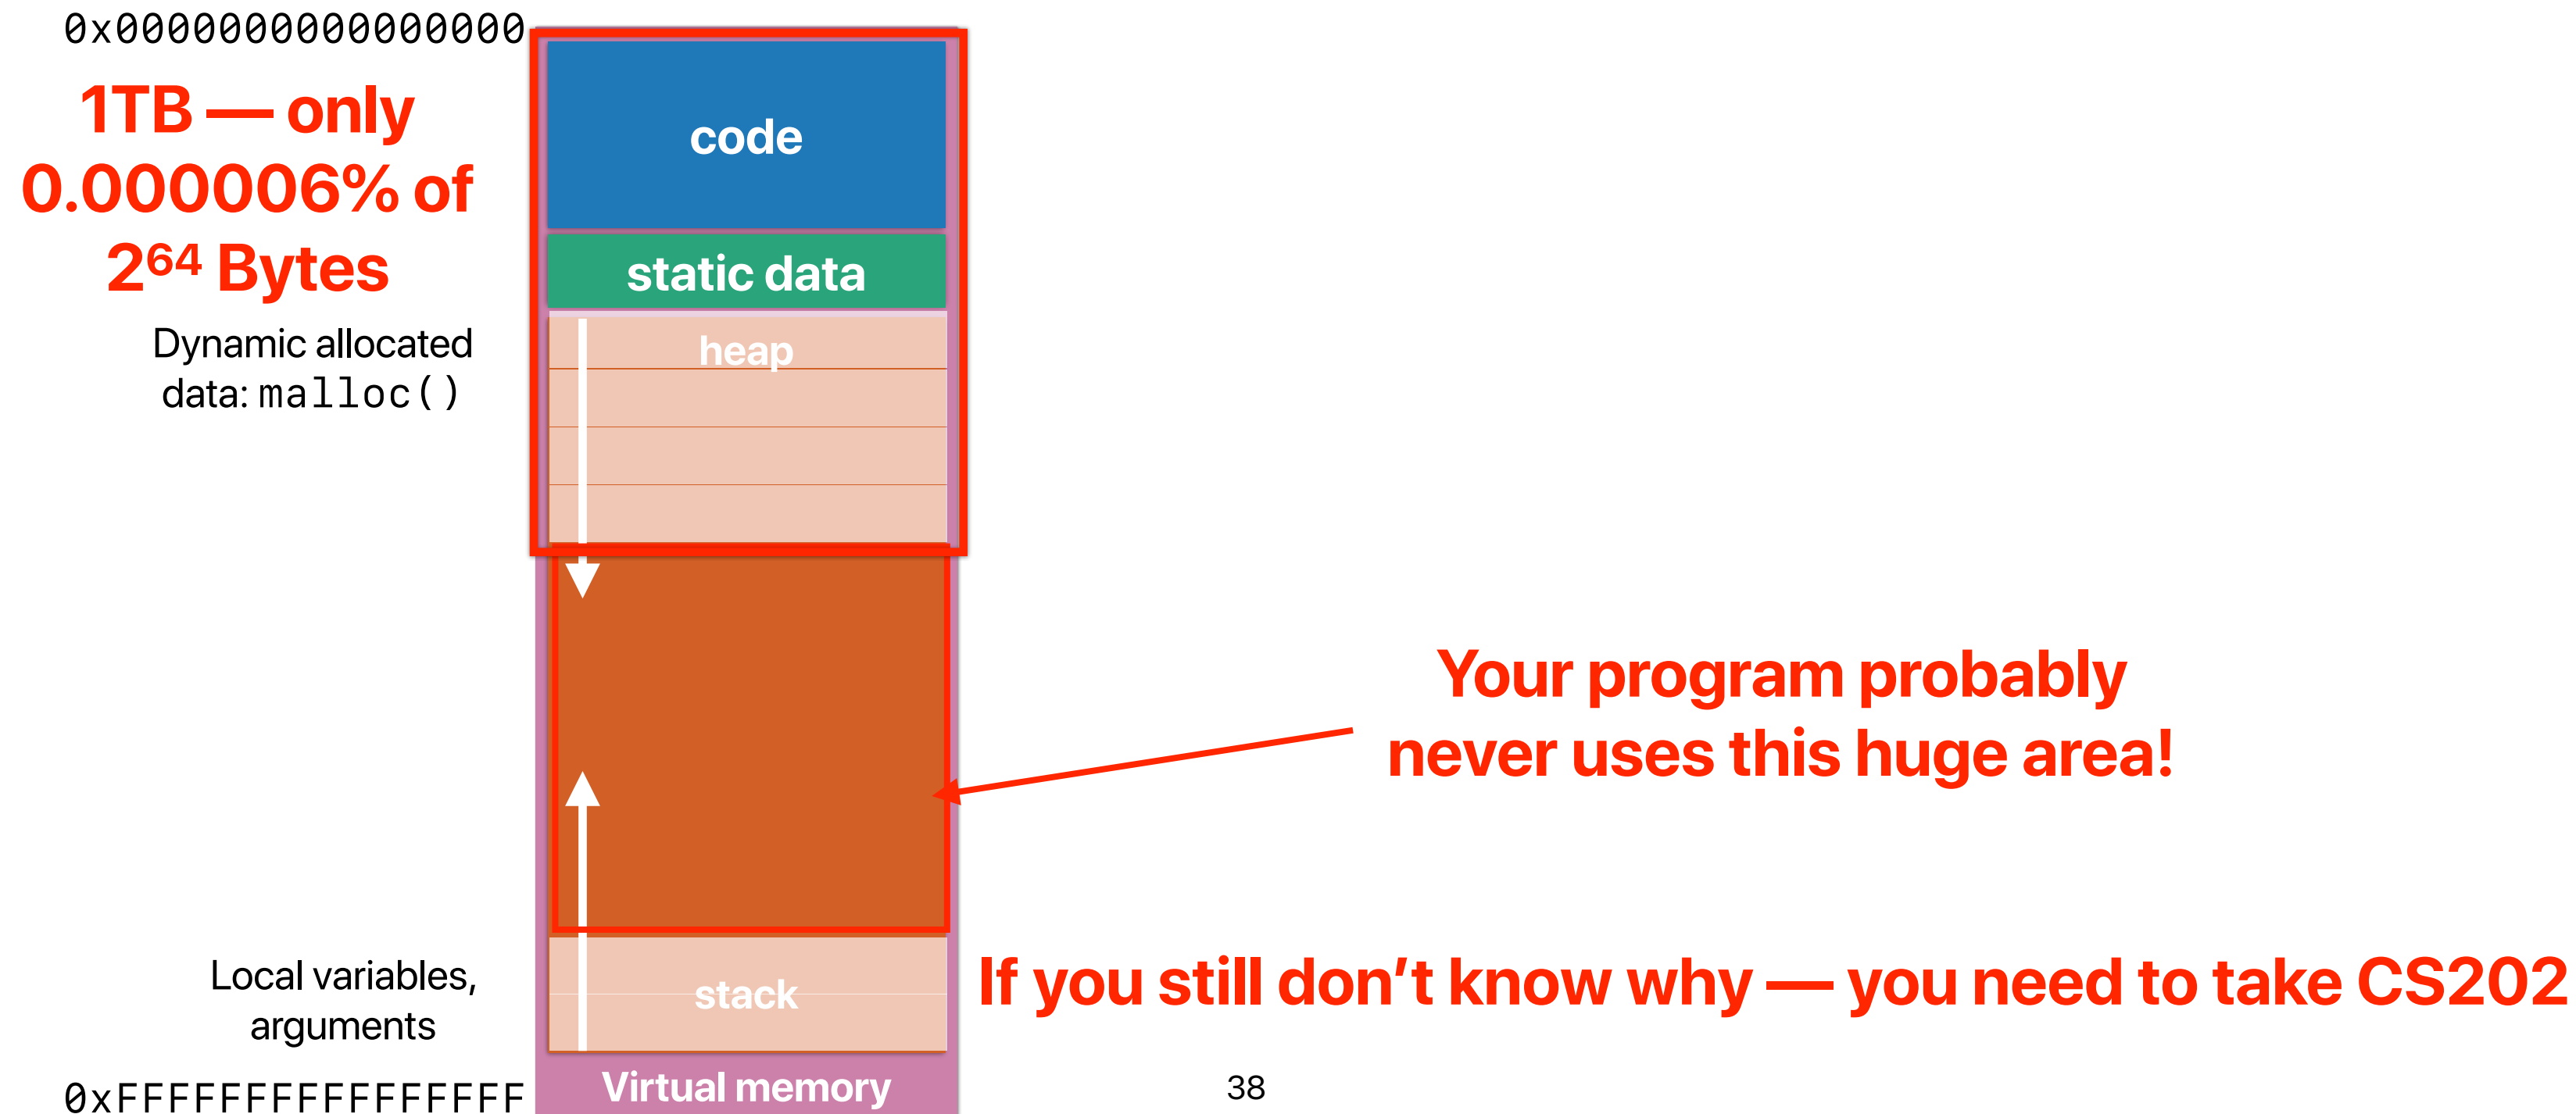 0x0000000000000000
1TB — only
0.000006% of
2⁶⁴ Bytes
code
static data
Dynamic allocated
data: malloc()
heap
Your program probably
never uses this huge area!
Local variables,
arguments
stack
If you still don’t know why — you need to take CS202
0xFFFFFFFFFFFFFFFF
Virtual memory
38